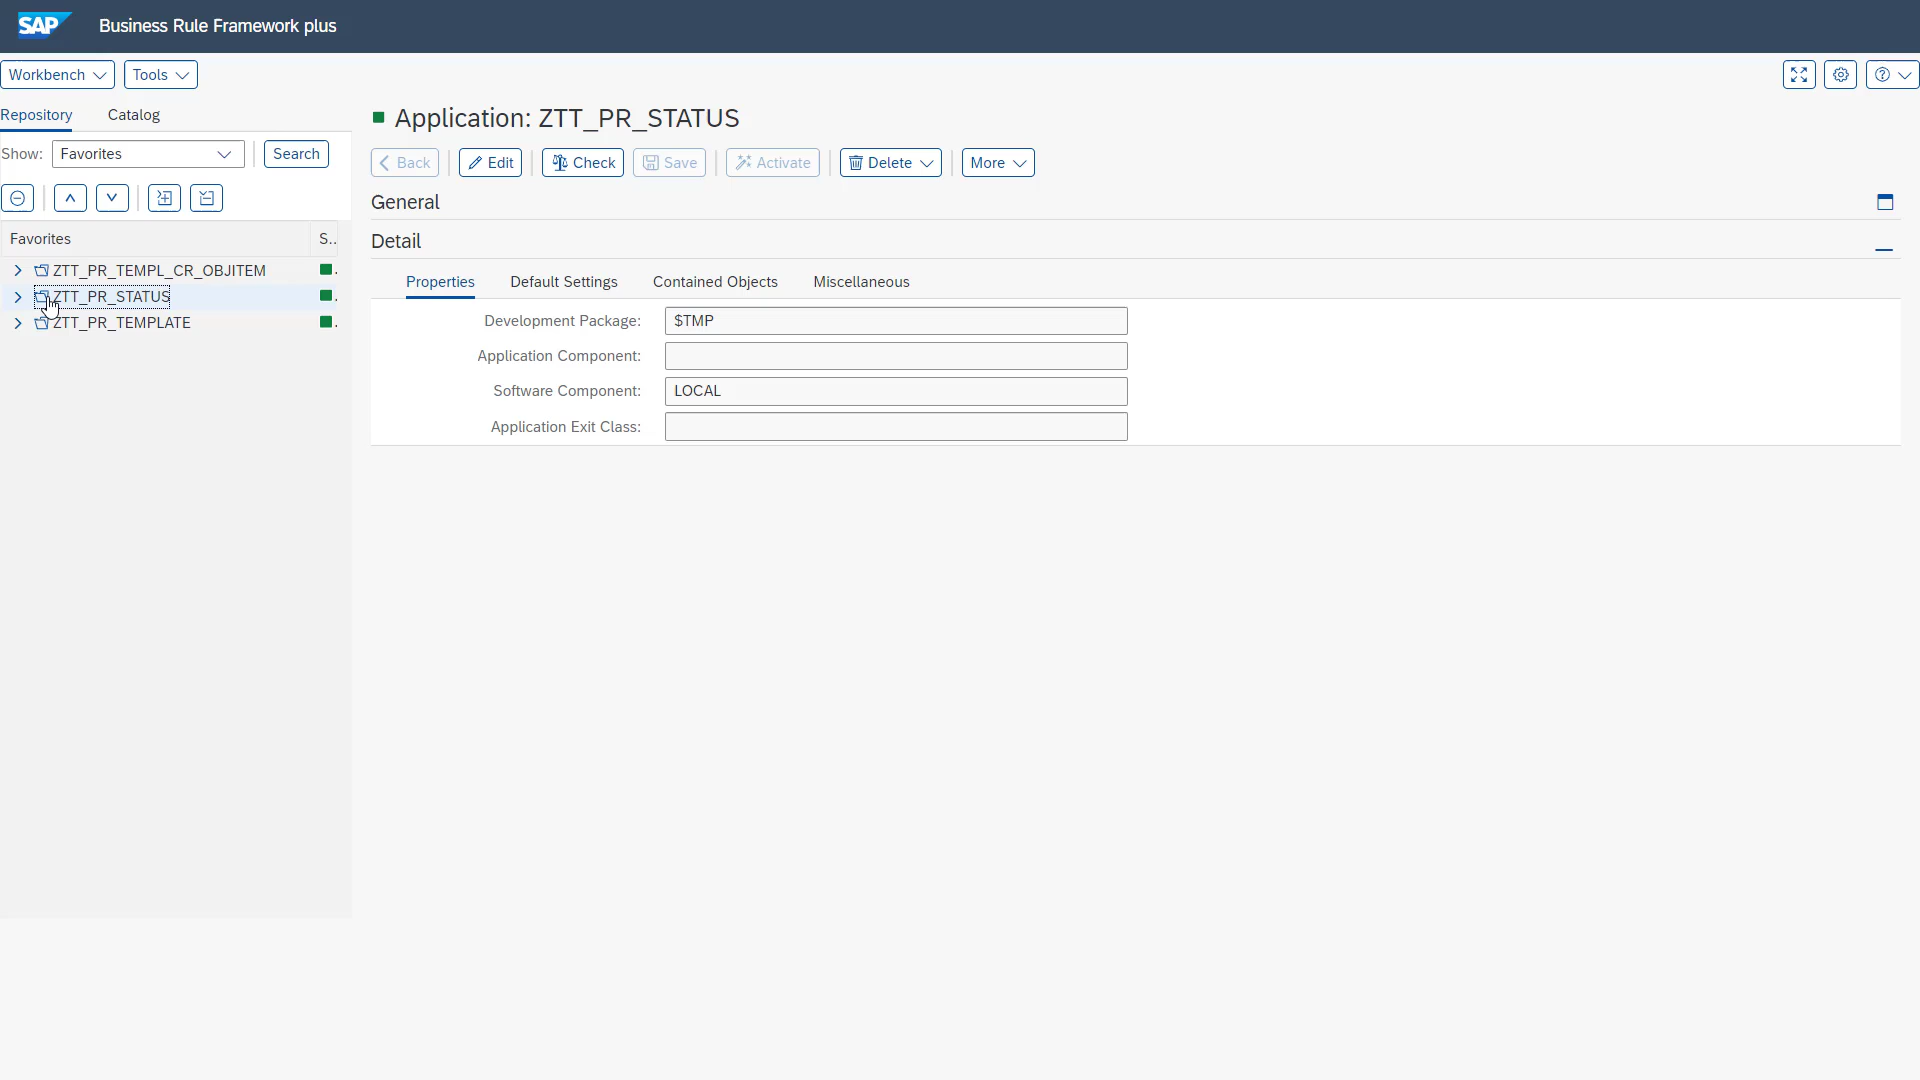 SAP Business Rule Framework plus
Workbench Tools
Repository Catalog
Show: Favorites Search
Favorites S..
ZTT_PR_TEMPL_CR_OBJITEM
ZTT_PR_STATUS
ZTT_PR_TEMPLATE
Application: ZTT_PR_STATUS
Back Edit Check Save Activate Delete More
General
Detail
Properties Default Settings Contained Objects Miscellaneous
Development Package: $TMP
Application Component:
Software Component: LOCAL
Application Exit Class: